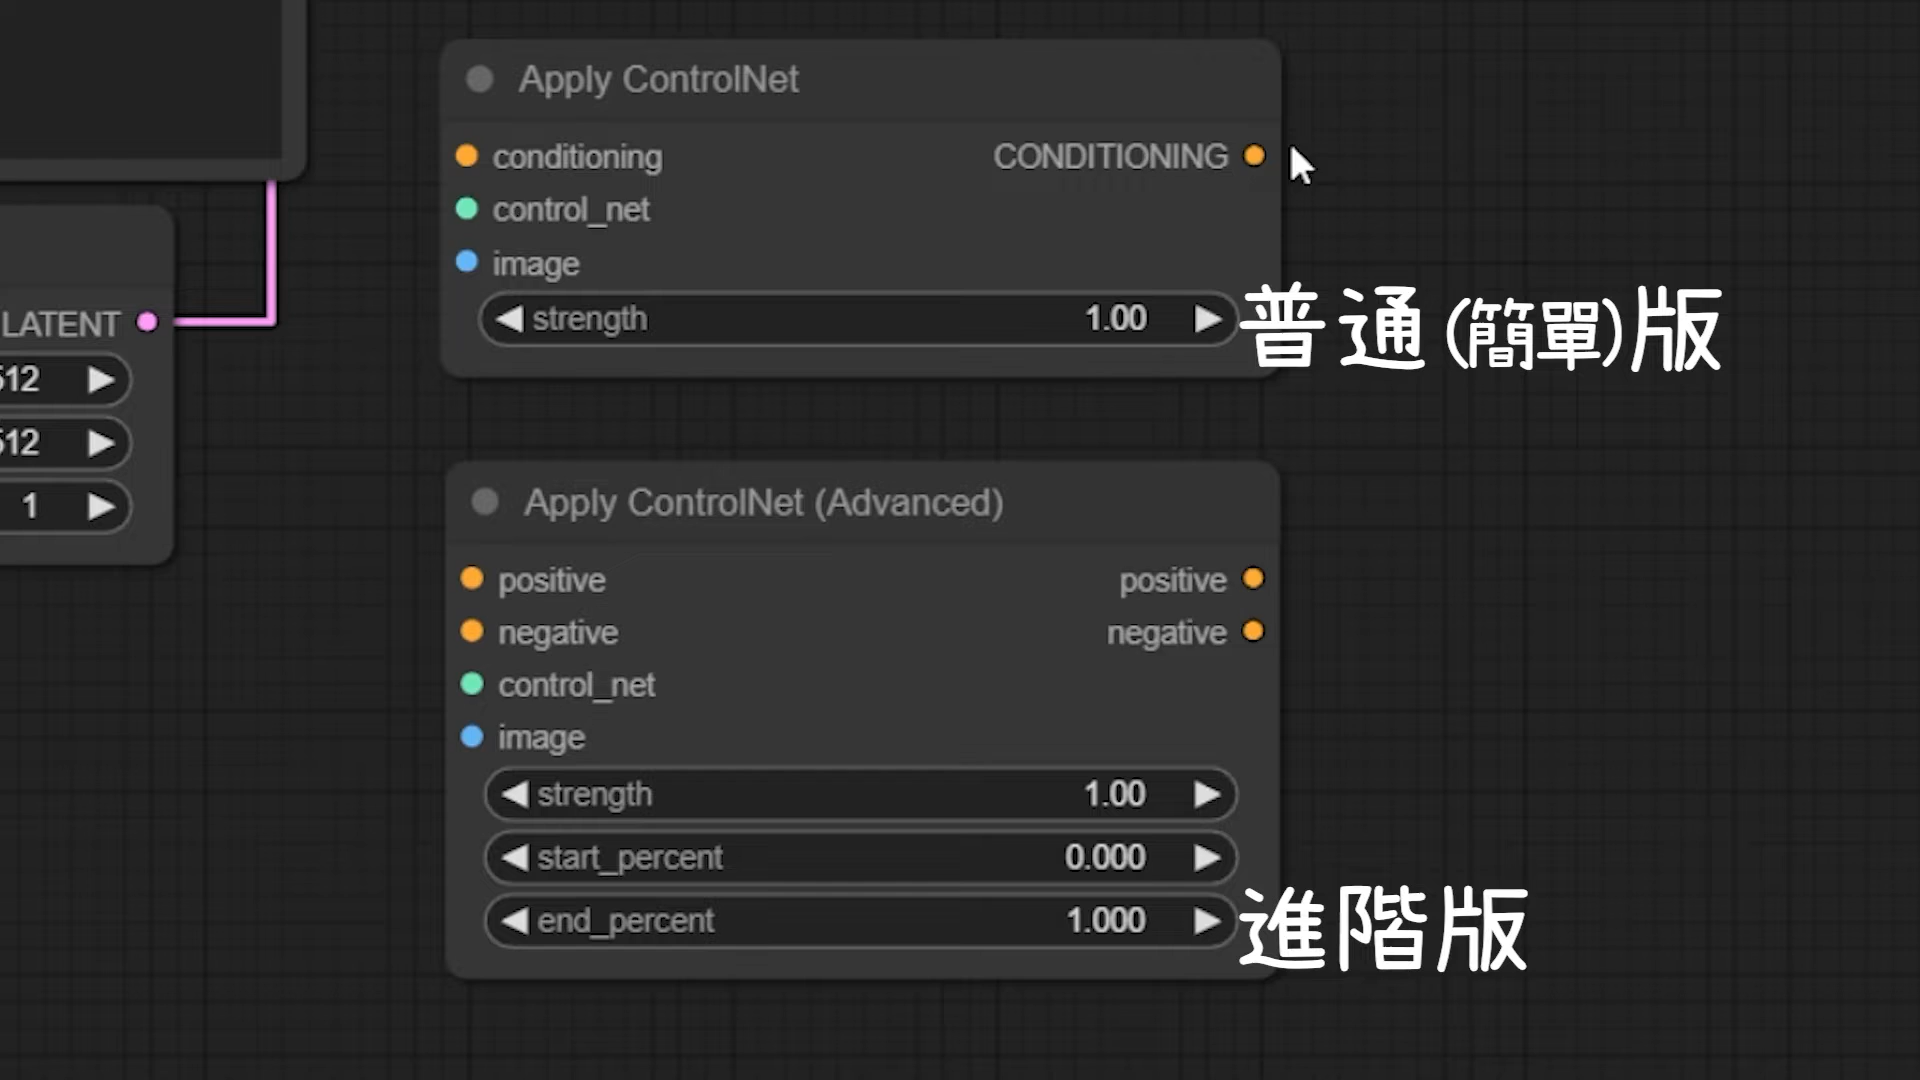 Apply ControlNet
conditioning CONDITIONING
control_net
image
strength 1.00
普通(簡單)版
LATENT
512
512
1
Apply ControlNet (Advanced)
positive positive
negative negative
control_net
image
strength 1.00
start_percent 0.000
end_percent 1.000
進階版